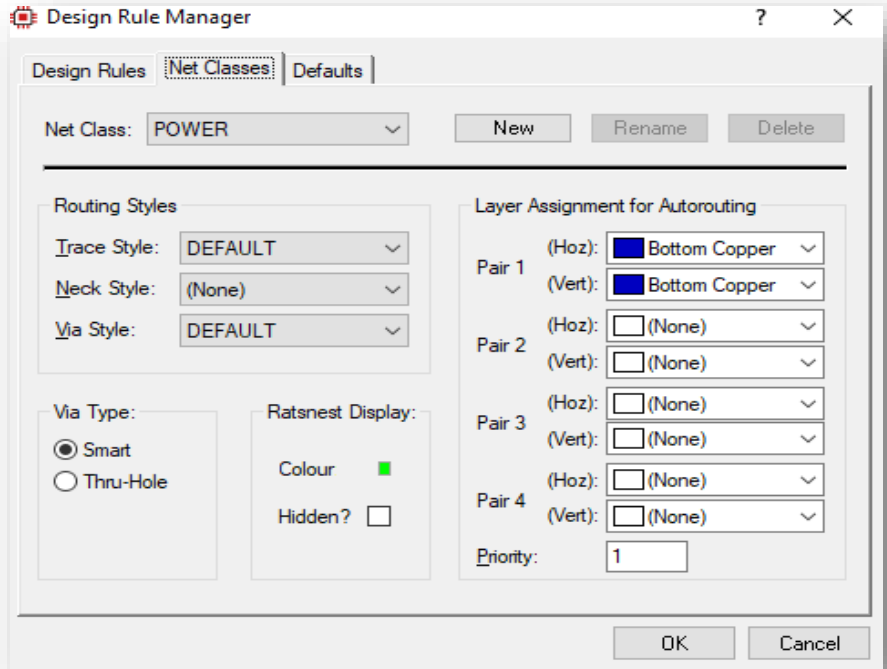 Design Rule Manager ?
Design Rules Net Classes Defaults
Net Class: POWER New Rename Delete
Routing Styles
Trace Style: DEFAULT
Neck Style: (None)
Via Style: DEFAULT
Layer Assignment for Autorouting
Pair 1
(Hoz): Bottom Copper
(Vert): Bottom Copper
Pair 2
(Hoz): (None)
(Vert): (None)
Pair 3
(Hoz): (None)
(Vert): (None)
Pair 4
(Hoz): (None)
(Vert): (None)
Priority: 1
Via Type:
Smart
Thru-Hole
Ratsnest Display:
Colour
Hidden?
OK Cancel